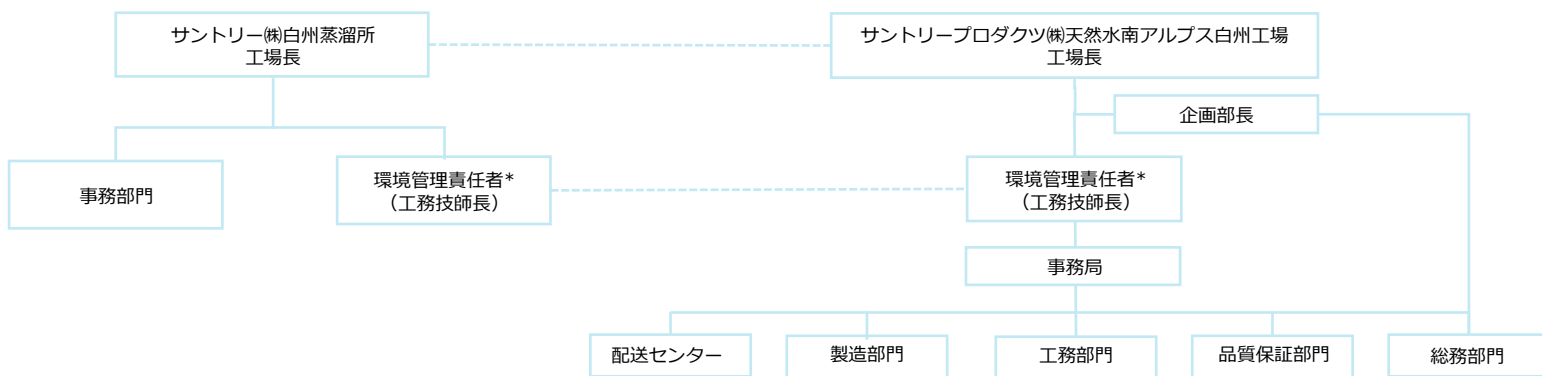 サントリー㈱白州蒸溜所
工場長
サントリープロダクツ㈱天然水南アルプス白州工場
工場長
企画部長
事務部門
環境管理責任者*
（工務技師長）
環境管理責任者*
（工務技師長）
事務局
配送センター
製造部門
工務部門
品質保証部門
総務部門